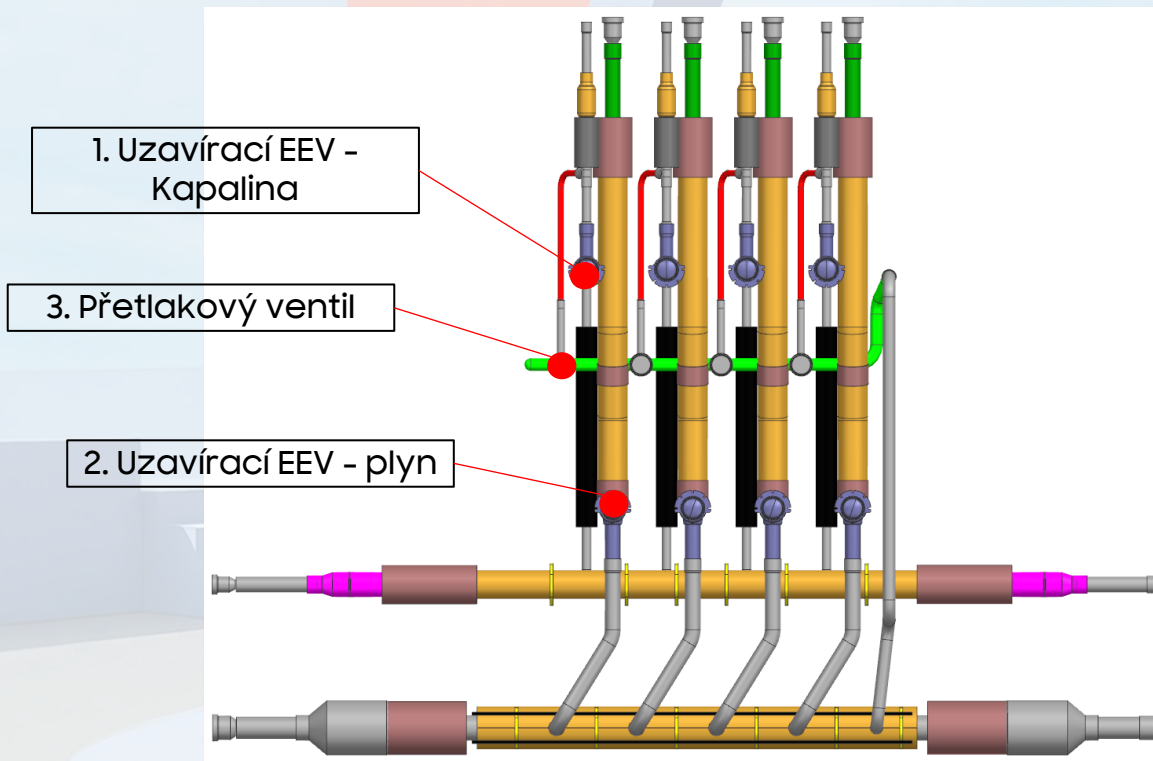 1. Uzavírací EEV -
Kapalina
3. Přetlakový ventil
2. Uzavírací EEV - plyn